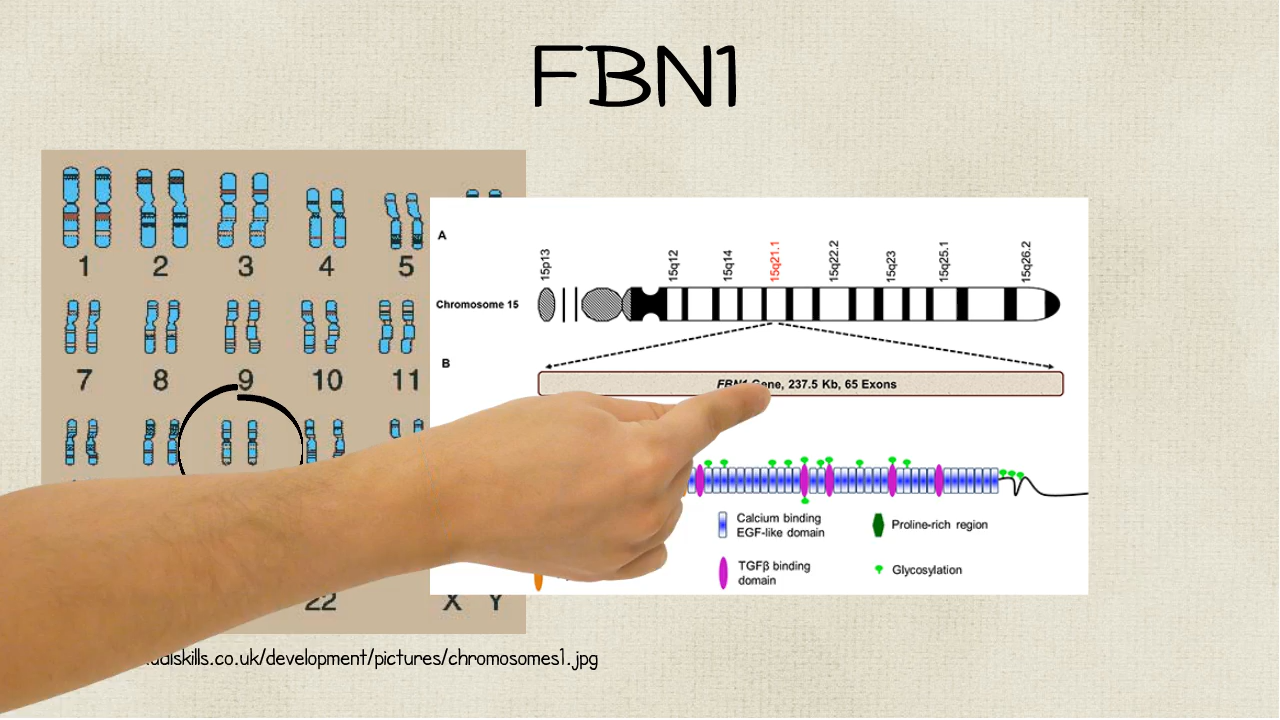 FBN1
1 2 3 4 5
7 8 9 10 11
22 X Y
A
15p13 15q12 15q14 15q21.1 15q22.2 15q23 15q25.1 15q26.2
Chromosome 15
B
FBN1 Gene, 237.5 Kb, 65 Exons
Calcium binding
EGF-like domain
Proline-rich region
TGFβ binding
domain
Glycosylation
skills.co.uk/development/pictures/chromosomes1.jpg